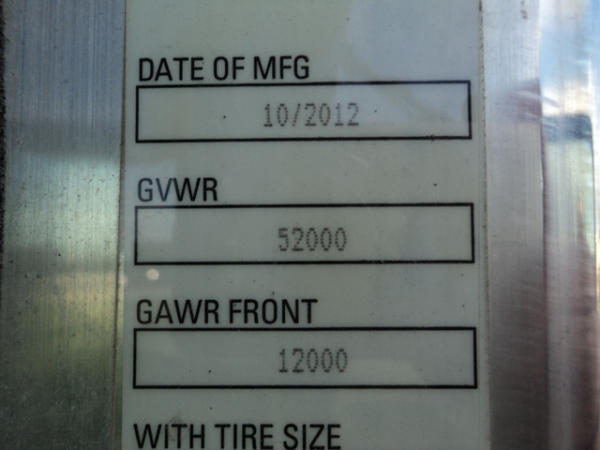 DATE OF MFG
10/2012
GVWR
52000
GAWR FRONT
12000
WITH TIRE SIZE